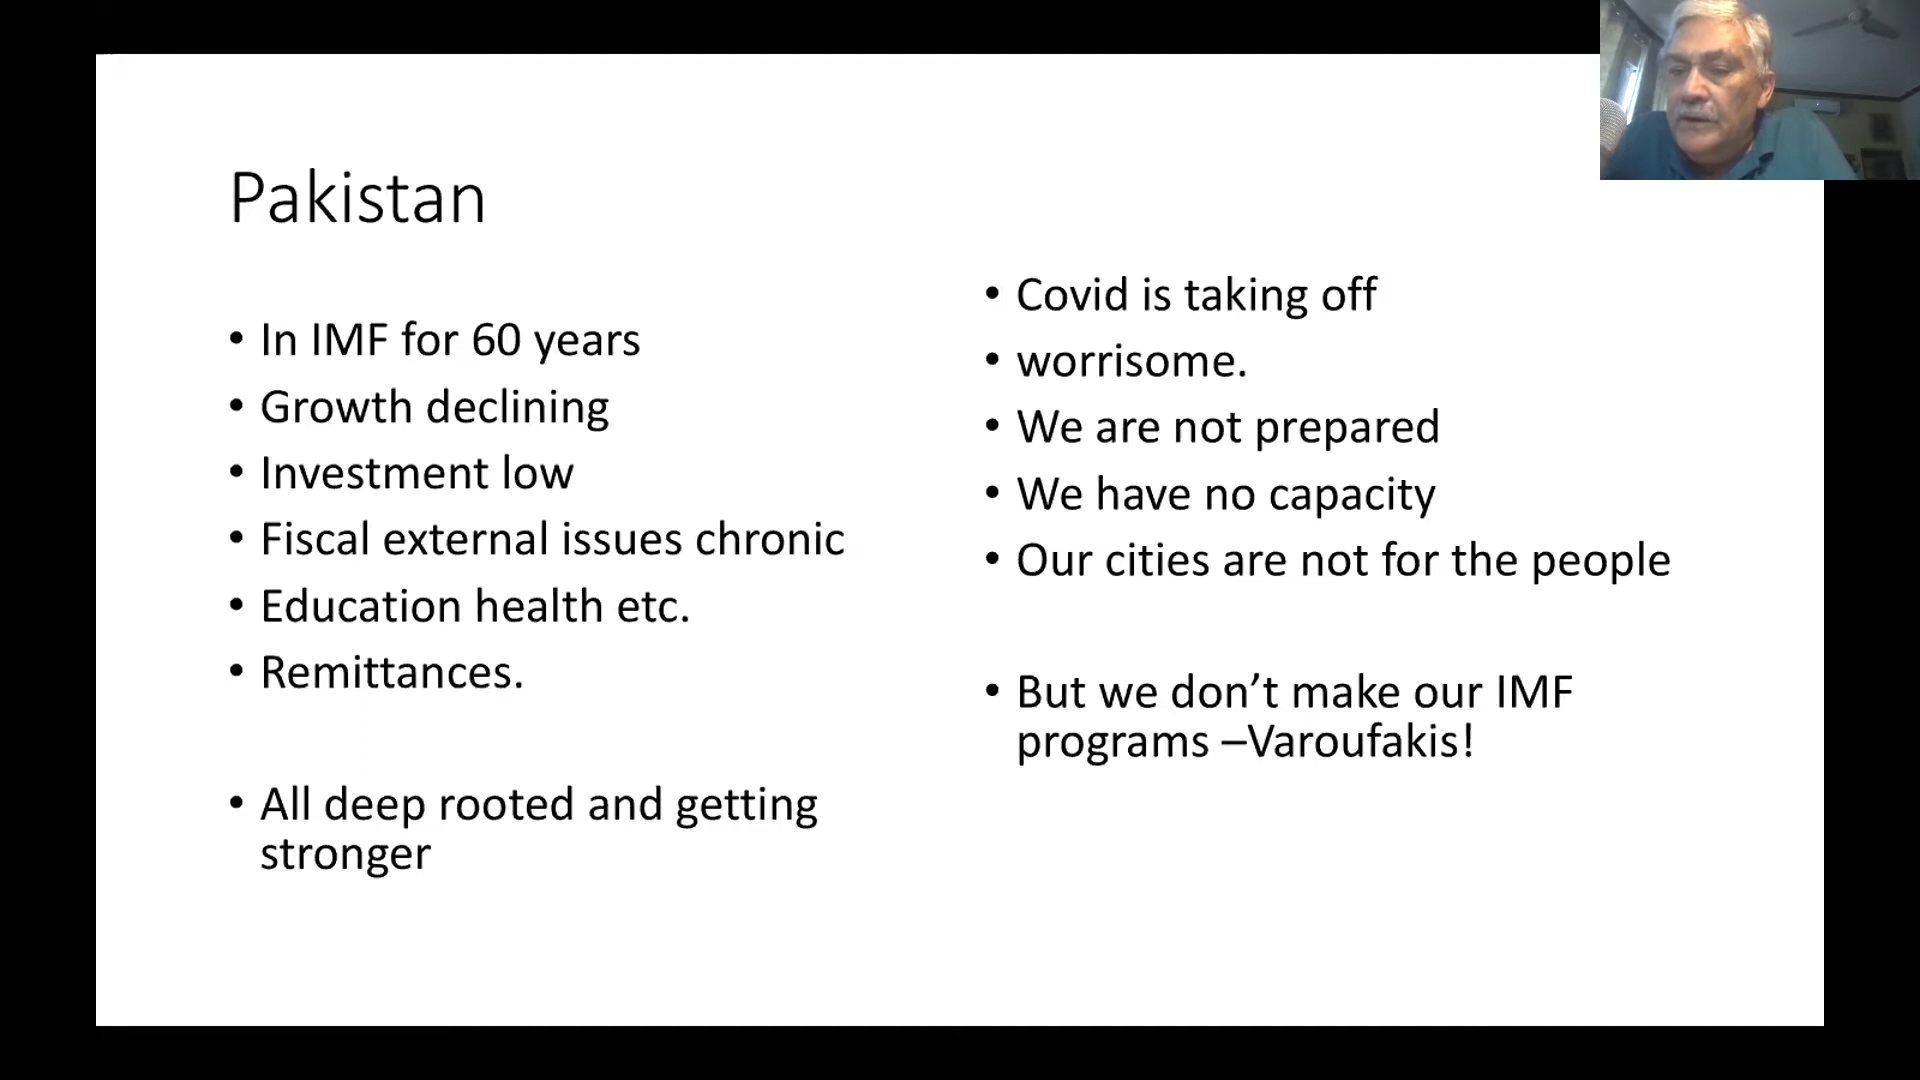 Pakistan
• In IMF for 60 years
• Growth declining
• Investment low
• Fiscal external issues chronic
• Education health etc.
• Remittances.
• All deep rooted and getting
stronger
• Covid is taking off
• worrisome.
• We are not prepared
• We have no capacity
• Our cities are not for the people
• But we don’t make our IMF
programs –Varoufakis!